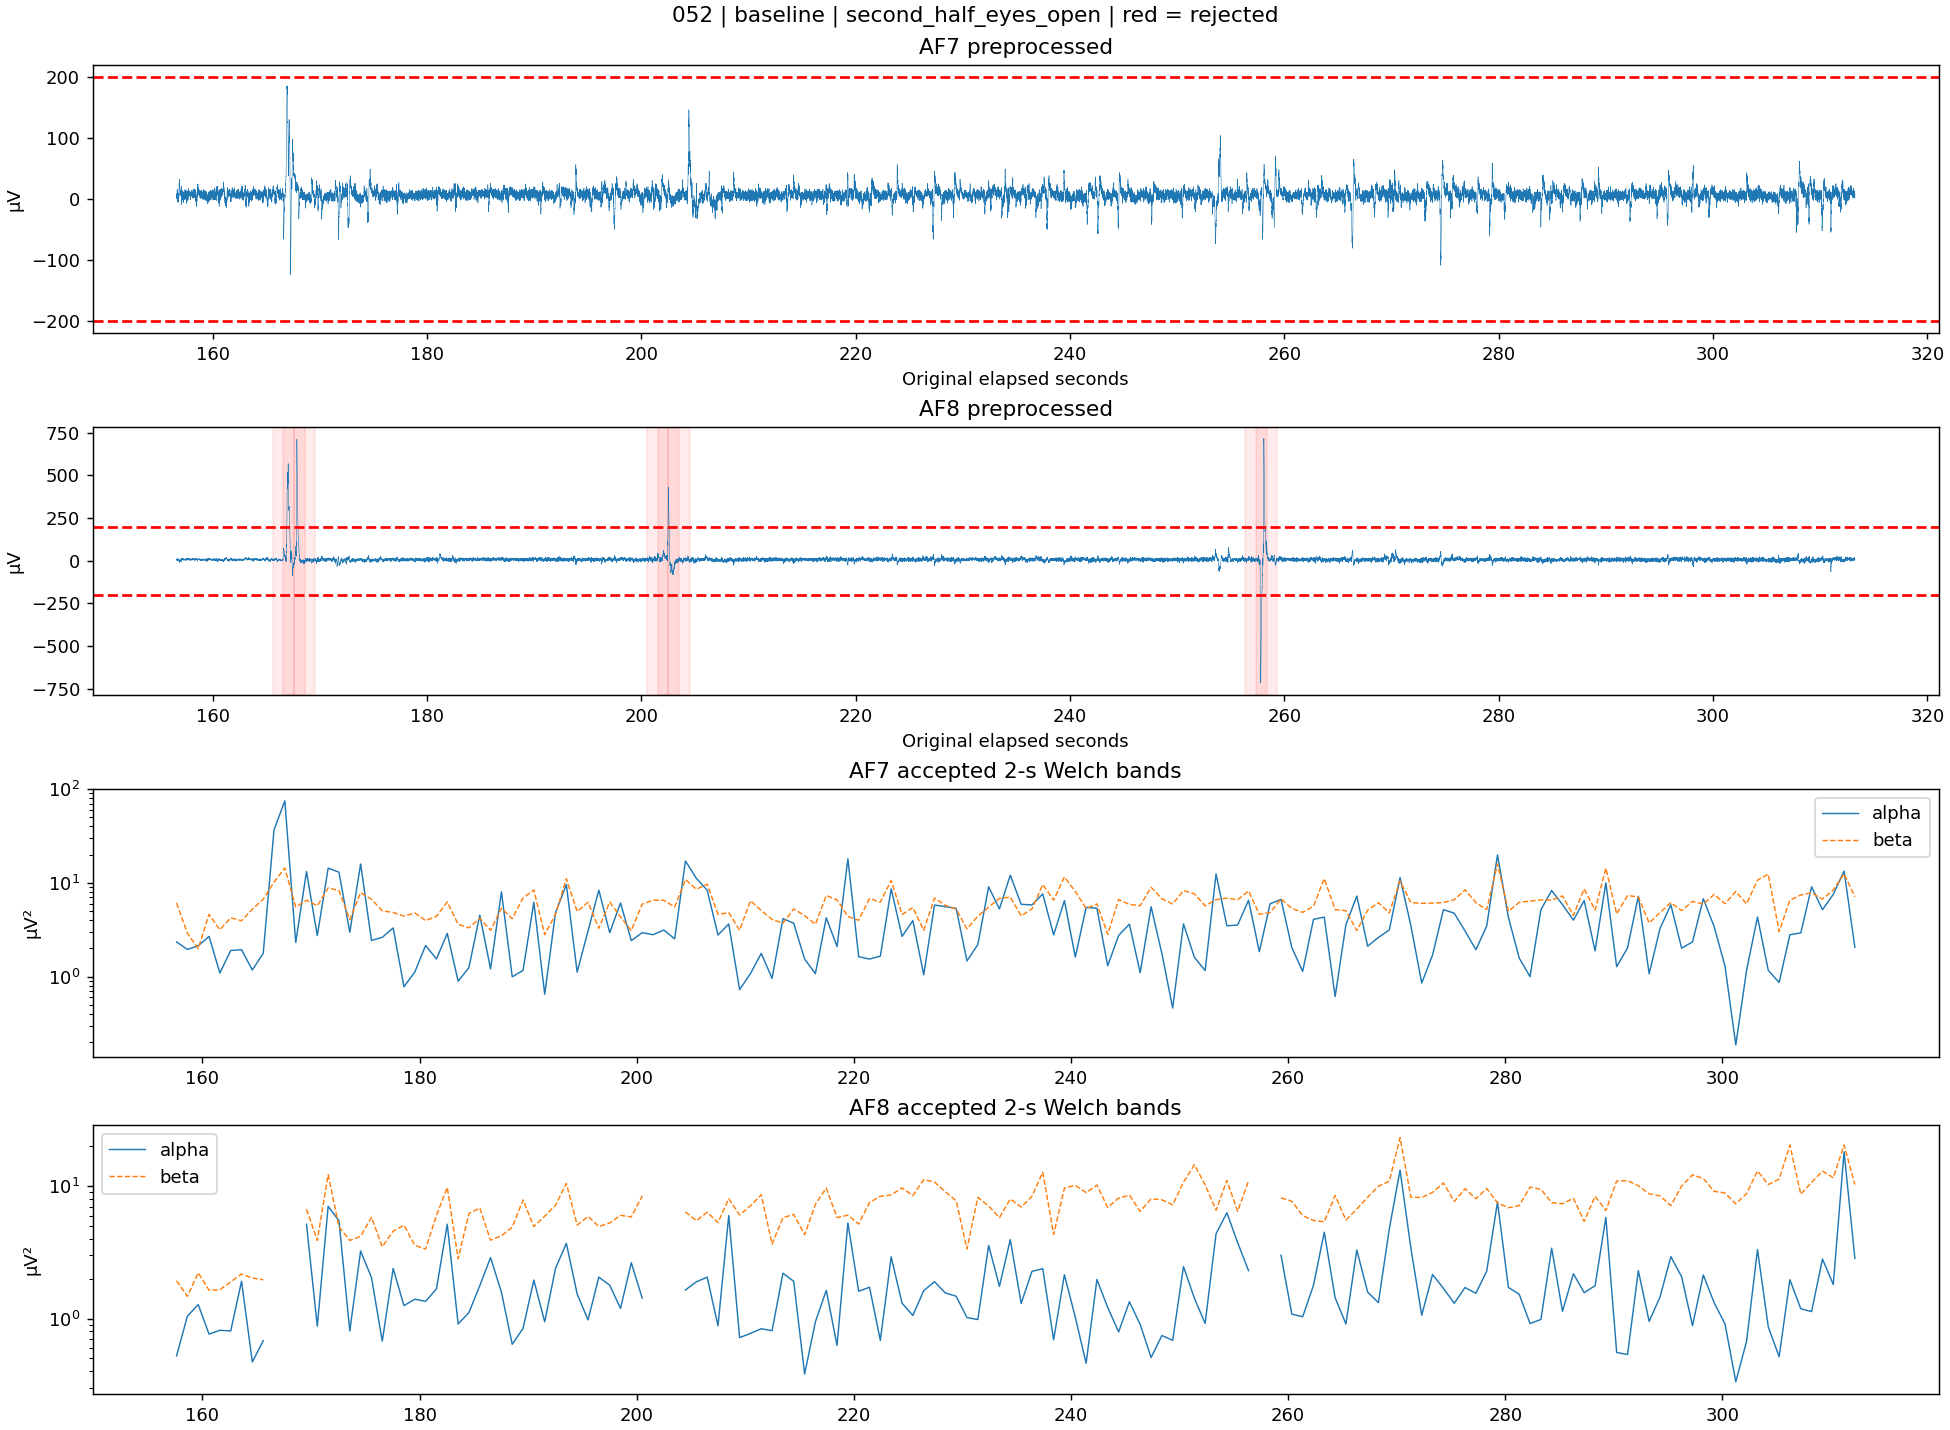 052 | baseline | second_half_eyes_open | red = rejected
AF7 preprocessed
200
100
0
−100
−200
µV
160 180 200 220 240 260 280 300 320
Original elapsed seconds
AF8 preprocessed
750
500
250
0
−250
−500
−750
µV
160 180 200 220 240 260 280 300 320
Original elapsed seconds
AF7 accepted 2-s Welch bands
10²
10¹
10⁰
µV²
alpha
beta
160 180 200 220 240 260 280 300
AF8 accepted 2-s Welch bands
alpha
beta
10¹
10⁰
µV²
160 180 200 220 240 260 280 300